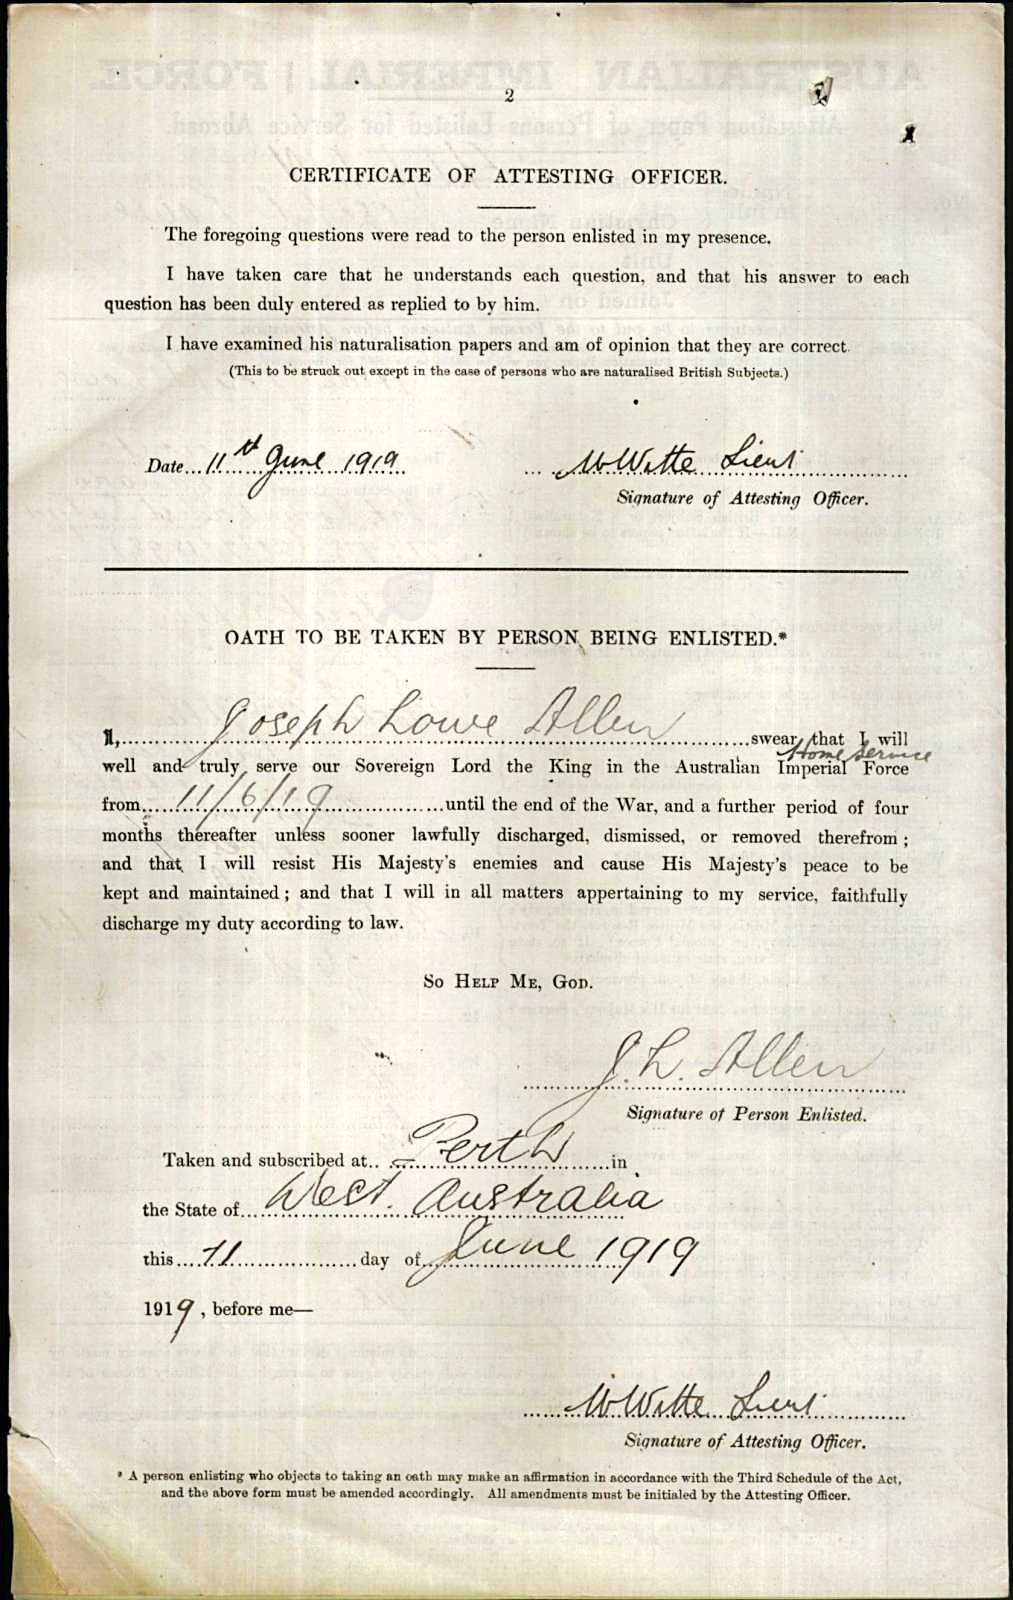 2
CERTIFICATE OF ATTESTING OFFICER.
The foregoing questions were read to the person enlisted in my presence.
I have taken care that he understands each question, and that his answer to each
question has been duly entered as replied to by him.
I have examined his naturalisation papers and am of opinion that they are correct.
(This to be struck out except in the case of persons who are naturalised British Subjects.)
Date 11th June 1919 W Witte Lieut
Signature of Attesting Officer.
OATH TO BE TAKEN BY PERSON BEING ENLISTED.*
I, Joseph Lowe Allen swear that I will
Home Service
well and truly serve our Sovereign Lord the King in the Australian Imperial Force
from 11/6/19 until the end of the War, and a further period of four
months thereafter unless sooner lawfully discharged, dismissed, or removed therefrom;
and that I will resist His Majesty's enemies and cause His Majesty's peace to be
kept and maintained; and that I will in all matters appertaining to my service, faithfully
discharge my duty according to law.
SO HELP ME, GOD.
J. L. Allen
Signature of Person Enlisted.
Taken and subscribed at Perth in
the State of West. Australia
this 11 day of June 1919
1919, before me—
W Witte Lieut
Signature of Attesting Officer.
* A person enlisting who objects to taking an oath may make an affirmation in accordance with the Third Schedule of the Act,
and the above form must be amended accordingly. All amendments must be initialed by the Attesting Officer.